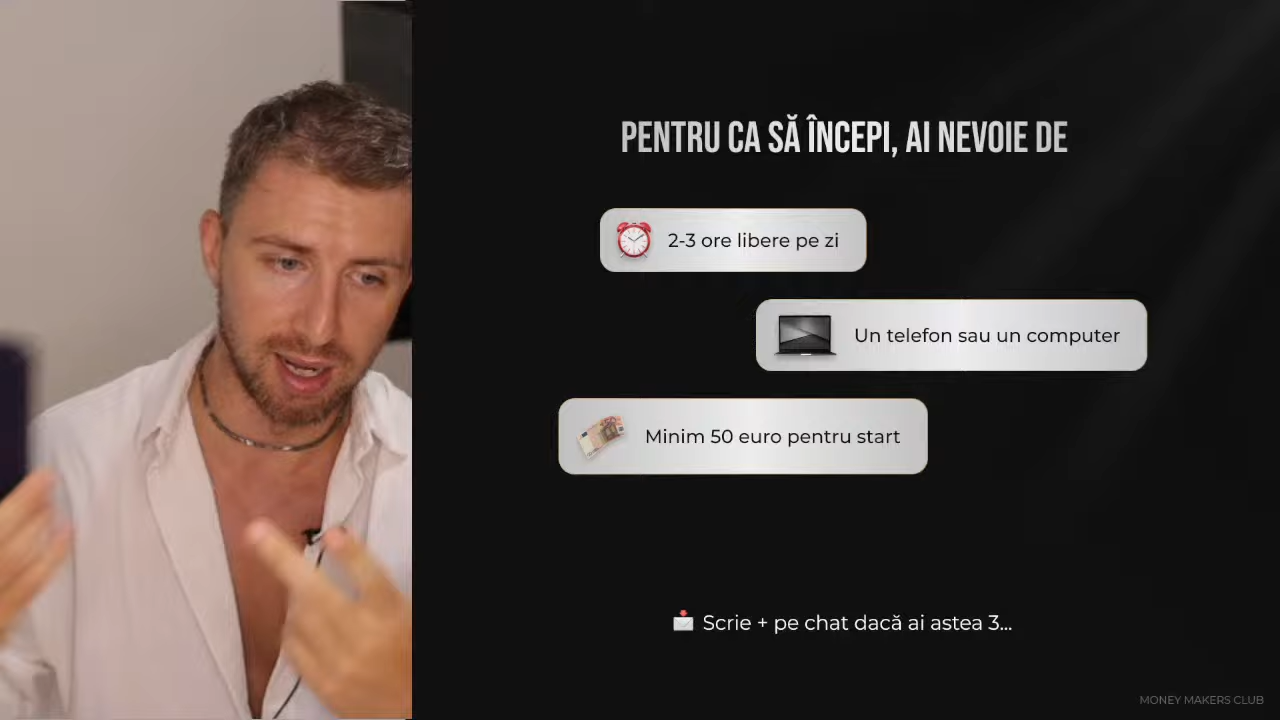 PENTRU CA SĂ ÎNCEPI, AI NEVOIE DE
2-3 ore libere pe zi
Un telefon sau un computer
Minim 50 euro pentru start
Scrie + pe chat dacă ai astea 3...
MONEY MAKERS CLUB